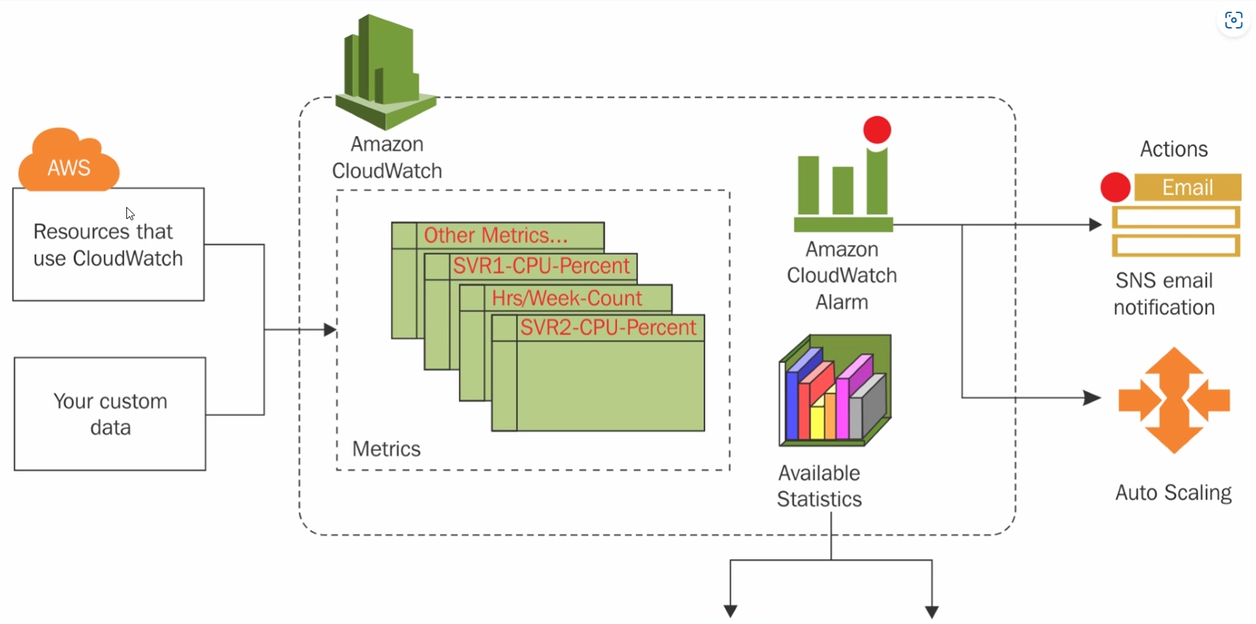 Amazon
CloudWatch
AWS
Resources that
use CloudWatch
Your custom
data
Other Metrics...
SVR1-CPU-Percent
Hrs/Week-Count
SVR2-CPU-Percent
Metrics
Amazon
CloudWatch
Alarm
Available
Statistics
Actions
Email
SNS email
notification
Auto Scaling